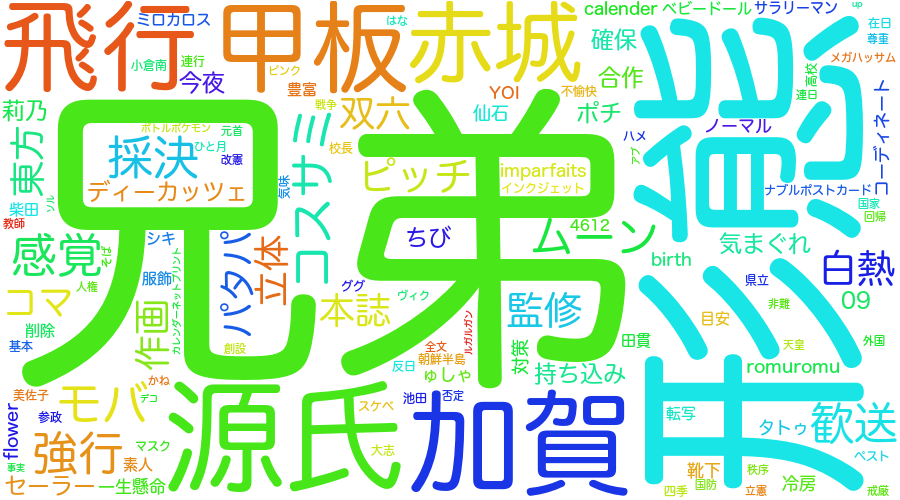 飛行
甲板
赤城
ミロカロス
calender
ベビードール
サラリーマン
はな
up
在日
尊重
メガハッサム
小倉南
連行
今夜
確保
合作
高校
連日
ピンク
豊富
戦争
YOI
仙石
不愉快
ポチ
莉乃
双六
ノーマル
コーディネート
ボトルポケモン
元首
ひと月
改憲
校長
ハメ
アプ
東方
採決
ディーカッツェ
コスサミ
ピッチ
imparfaits
インクジェット
ナプルポストカード
国家
回帰
柴田
教師
ソル
気味
兄弟
態形
4612
ムーン
ちび
気まぐれ
感覚
そば
シキ
服飾
パタパ
立体
birth
白熱
人権
カレンダーネットプリント
ググ
ヴィク
県立
非難
09
コマ
削除
基本
作画
創設
本誌
監修
目安
外国
ルガルガン
全文
反日
朝鮮半島
ゅしゃ
対策
田貫
天皇
持ち込み
romuromu
かね
美佐子
デコ
モバ
源氏
スケベ
池田
否定
加賀
転写
タトゥ
歓送
flower
参政
強行
マスク
素人
大志
ベスト
事実
セーラー
一生懸命
靴下
秩序
国防
冷房
四季
立憲
戒厳